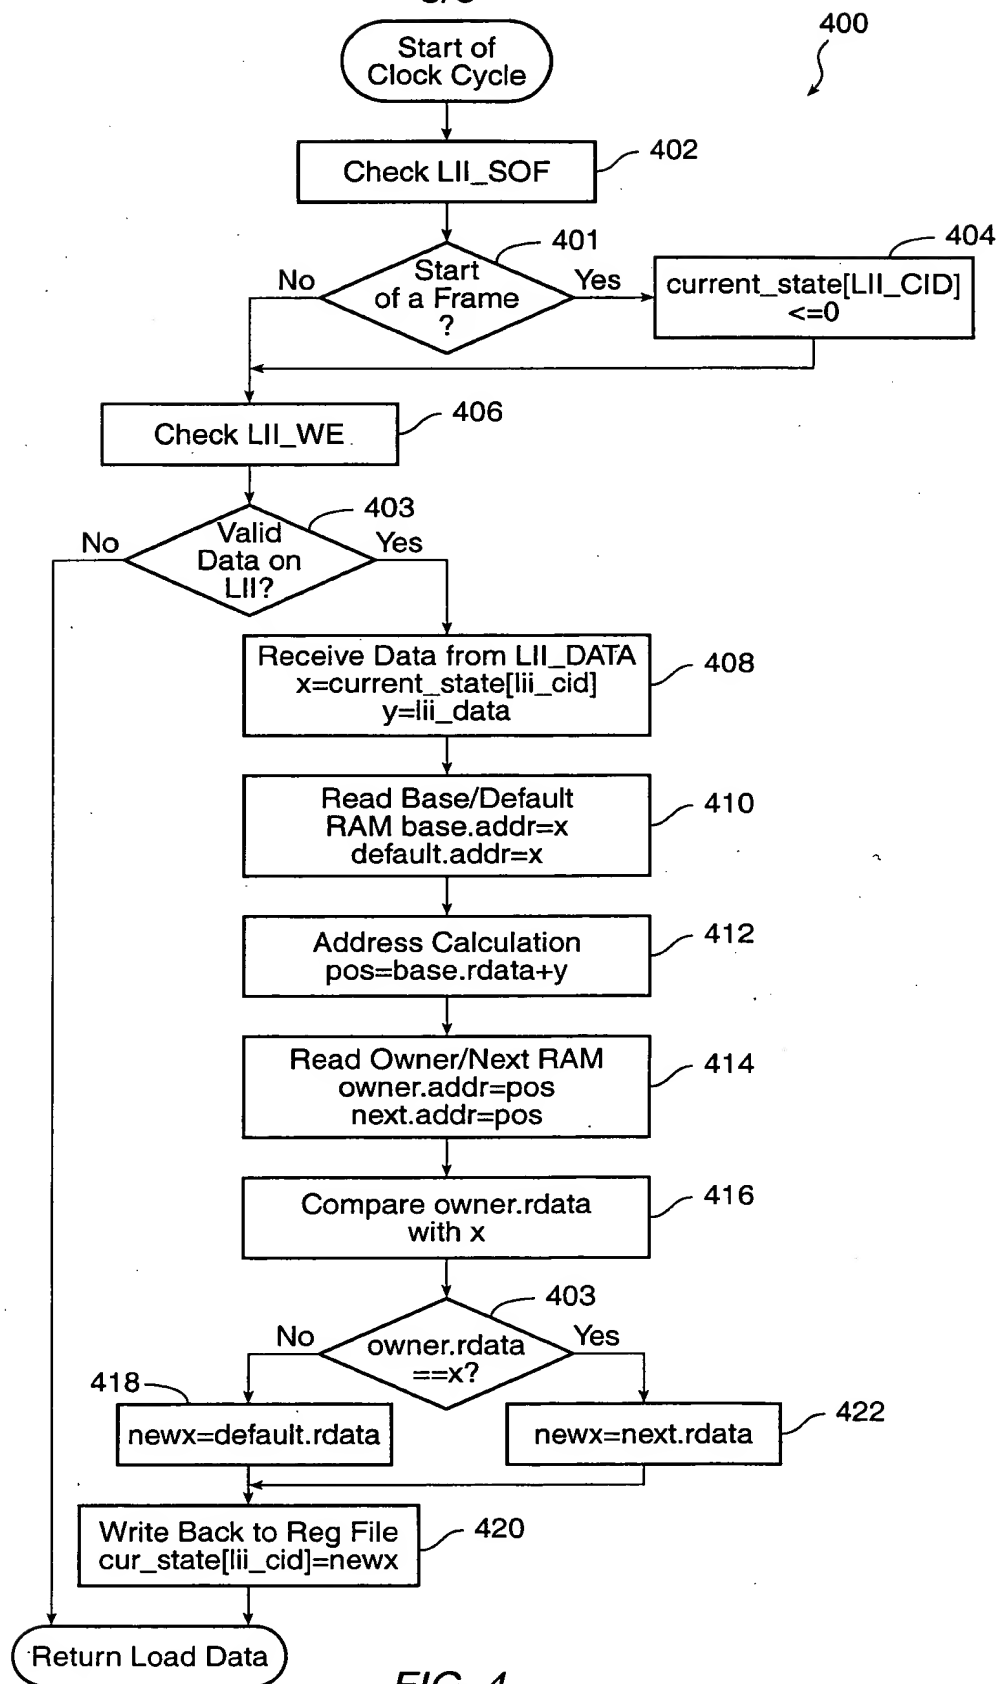 Start of
Clock Cycle
400
Check LII_SOF
402
401
404
Start
of a Frame
?
No
Yes
current_state[LII_CID]
<=0
Check LII_WE
406
403
Valid
Data on
LII?
No
Yes
Receive Data from LII_DATA
x=current_state[lii_cid]
y=lii_data
408
Read Base/Default
RAM base.addr=x
default.addr=x
410
Address Calculation
pos=base.rdata+y
412
Read Owner/Next RAM
owner.addr=pos
next.addr=pos
414
Compare owner.rdata
with x
416
403
No
Yes
owner.rdata
==x?
418
newx=default.rdata
newx=next.rdata
422
Write Back to Reg File
cur_state[lii_cid]=newx
420
Return Load Data
FIG. 4